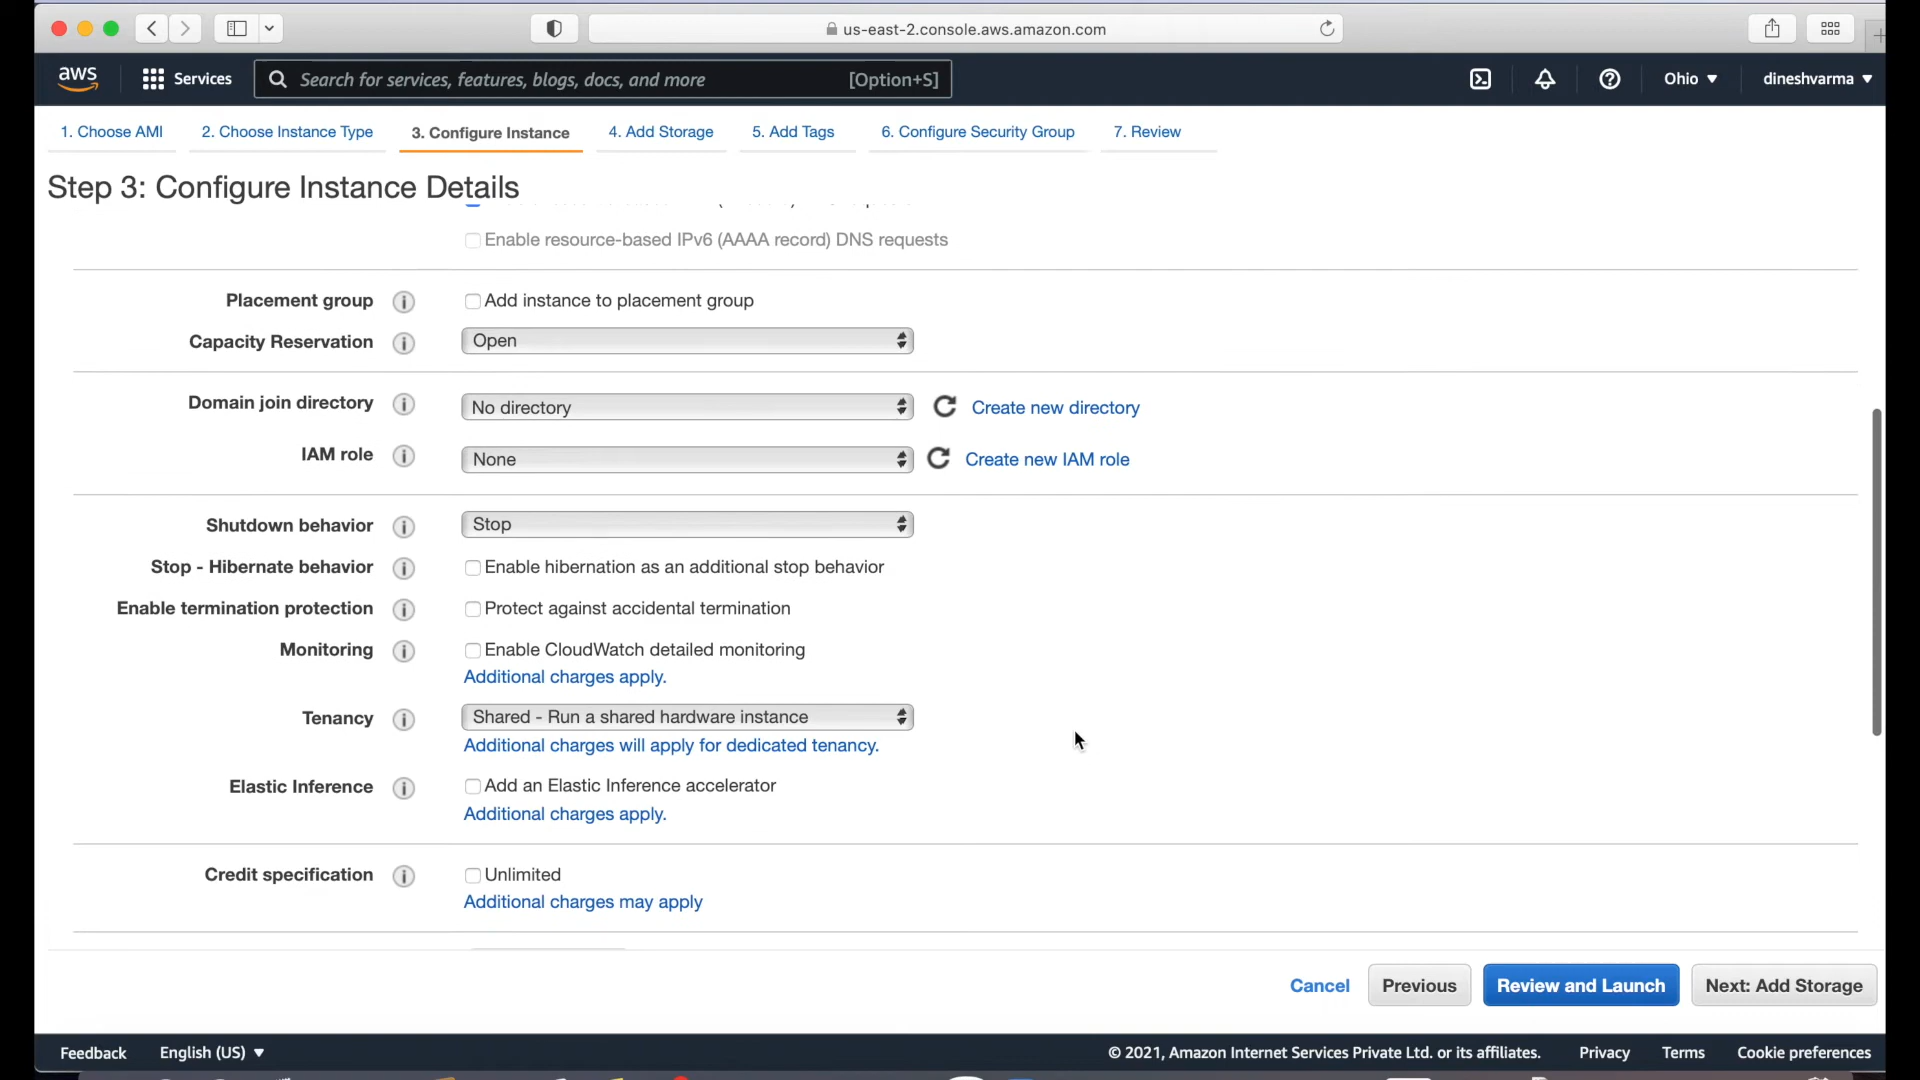 us-east-2.console.aws.amazon.com
aws
Services
Search for services, features, blogs, docs, and more
[Option+S]
Ohio ▼
dineshvarma ▼
1. Choose AMI
2. Choose Instance Type
3. Configure Instance
4. Add Storage
5. Add Tags
6. Configure Security Group
7. Review
Step 3: Configure Instance Details
Enable resource-based IPv6 (AAAA record) DNS requests
Placement group
Add instance to placement group
Capacity Reservation
Open
Domain join directory
No directory
Create new directory
IAM role
None
Create new IAM role
Shutdown behavior
Stop
Stop - Hibernate behavior
Enable hibernation as an additional stop behavior
Enable termination protection
Protect against accidental termination
Monitoring
Enable CloudWatch detailed monitoring
Additional charges apply.
Tenancy
Shared - Run a shared hardware instance
Additional charges will apply for dedicated tenancy.
Elastic Inference
Add an Elastic Inference accelerator
Additional charges apply.
Credit specification
Unlimited
Additional charges may apply
Cancel
Previous
Review and Launch
Next: Add Storage
Feedback
English (US) ▼
© 2021, Amazon Internet Services Private Ltd. or its affiliates.
Privacy
Terms
Cookie preferences